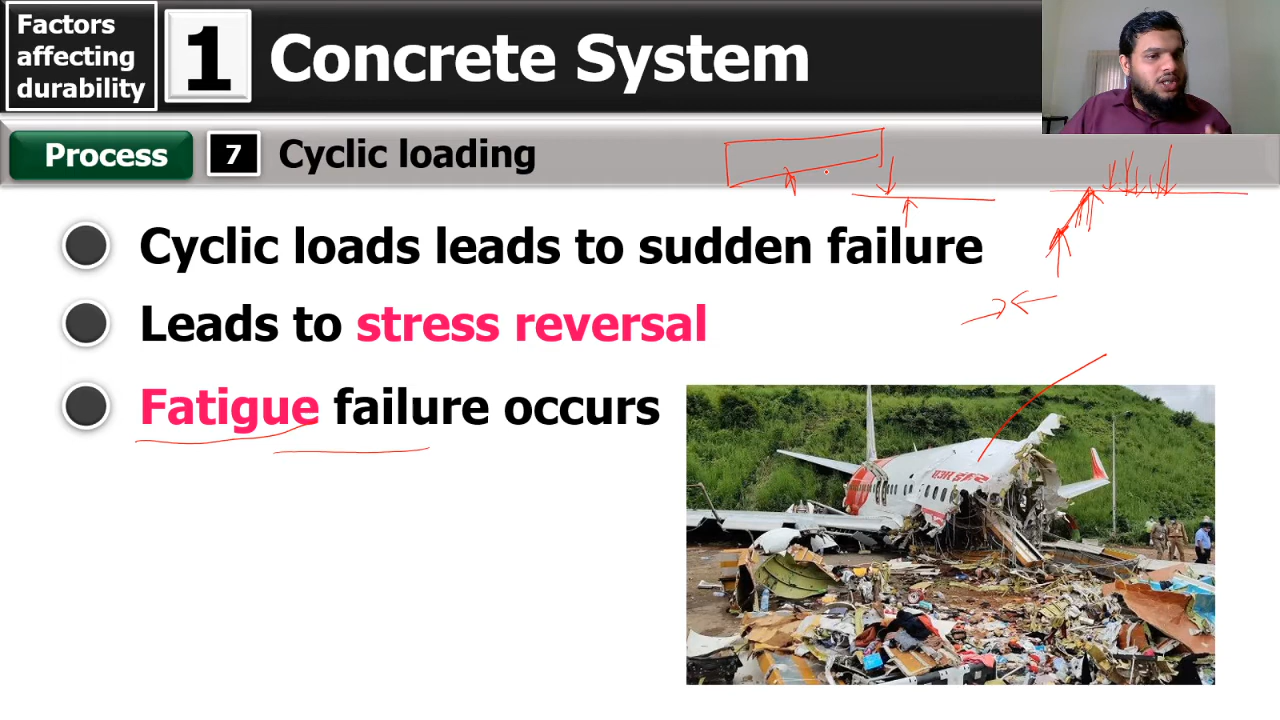 Factors
affecting
durability
1
Concrete System
Process
7
Cyclic loading
Cyclic loads leads to sudden failure
Leads to stress reversal
Fatigue failure occurs